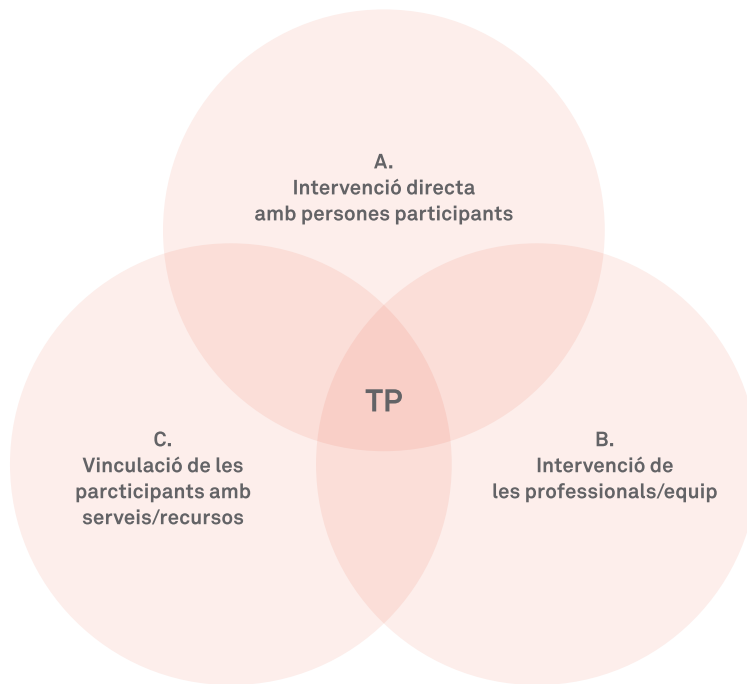 A.
Intervenció directa
amb persones participants
TP
C.
Vinculació de les
parcticipants amb
serveis/recursos
B.
Intervenció de
les professionals/equip